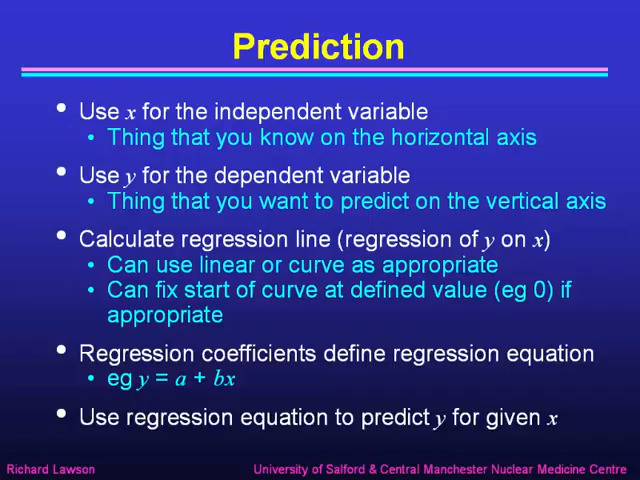 Prediction
• Use x for the independent variable
• Thing that you know on the horizontal axis
• Use y for the dependent variable
• Thing that you want to predict on the vertical axis
• Calculate regression line (regression of y on x)
• Can use linear or curve as appropriate
• Can fix start of curve at defined value (eg 0) if
appropriate
• Regression coefficients define regression equation
• eg y = a + bx
• Use regression equation to predict y for given x
Richard Lawson
University of Salford & Central Manchester Nuclear Medicine Centre